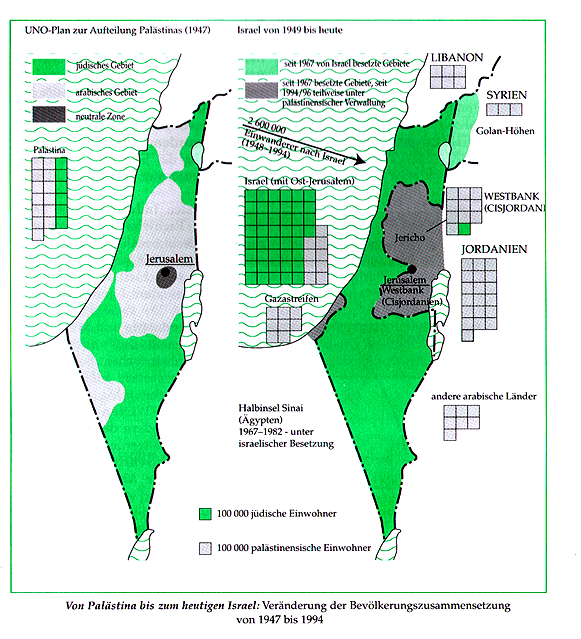 UNO-Plan zur Aufteilung Palästinas (1947)
jüdisches Gebiet
arabisches Gebiet
neutrale Zone
Palästina
Jerusalem
Israel von 1949 bis heute
seit 1967 von Israel besetzte Gebiete
seit 1967 besetzte Gebiete, seit
1994/96 teilweise unter
palästinensischer Verwaltung
2 600 000
Einwanderer nach Israel
(1948–1994)
LIBANON
SYRIEN
Golan-Höhen
Israel (mit Ost-Jerusalem)
WESTBANK
(CISJORDANI
Jericho
JORDANIEN
Jerusalem
Westbank
(Cisjordanien)
Gazastreifen
andere arabische Länder
Halbinsel Sinai
(Ägypten)
1967–1982 - unter
israelischer Besetzung
100 000 jüdische Einwohner
100 000 palästinensische Einwohner
Von Palästina bis zum heutigen Israel: Veränderung der Bevölkerungszusammensetzung
von 1947 bis 1994